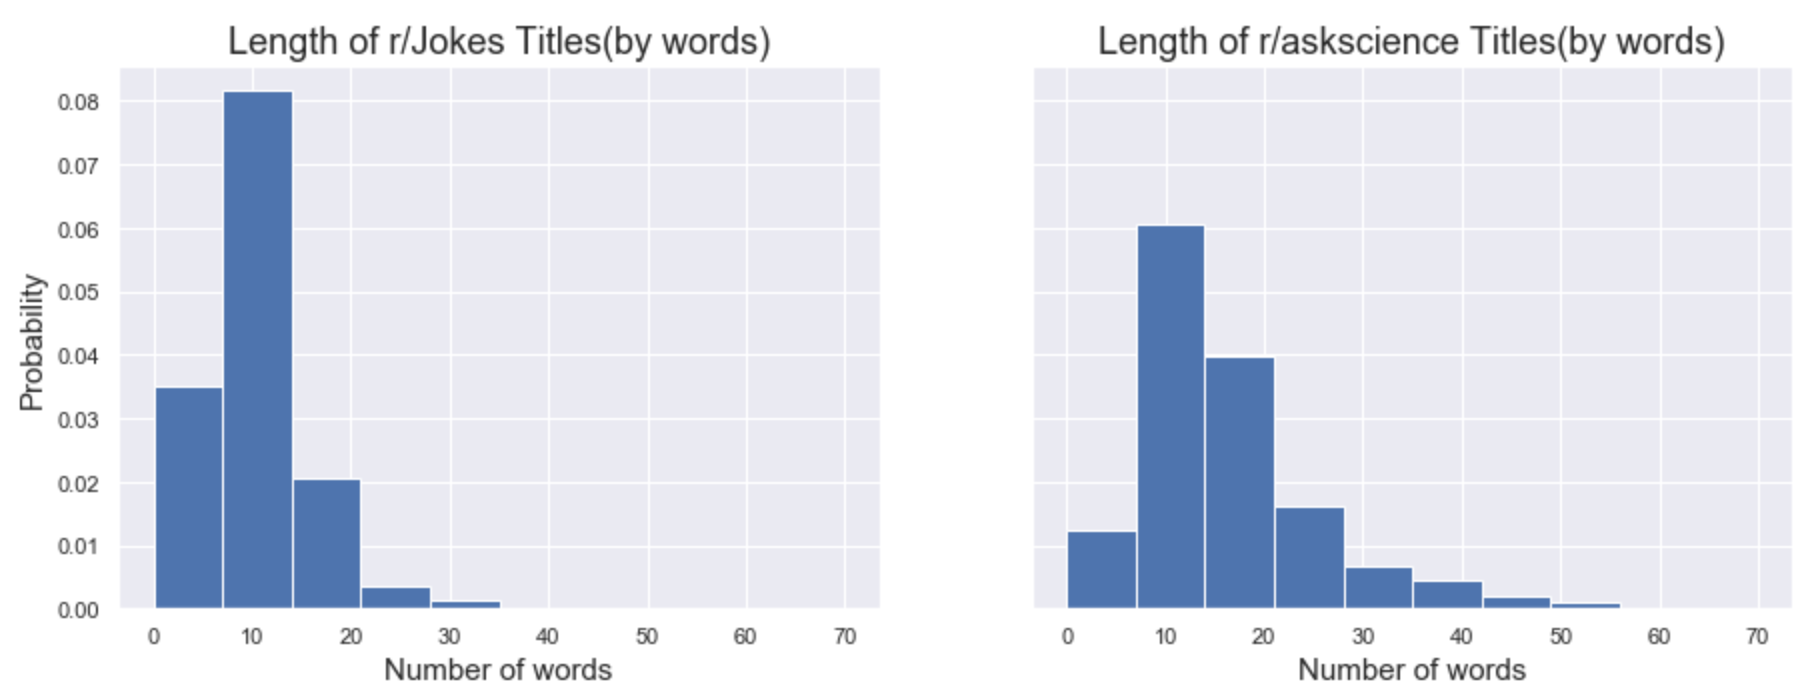 Length of r/Jokes Titles(by words)
Probability
0.08
0.07
0.06
0.05
0.04
0.03
0.02
0.01
0.00
0 10 20 30 40 50 60 70
Number of words
Length of r/askscience Titles(by words)
0 10 20 30 40 50 60 70
Number of words